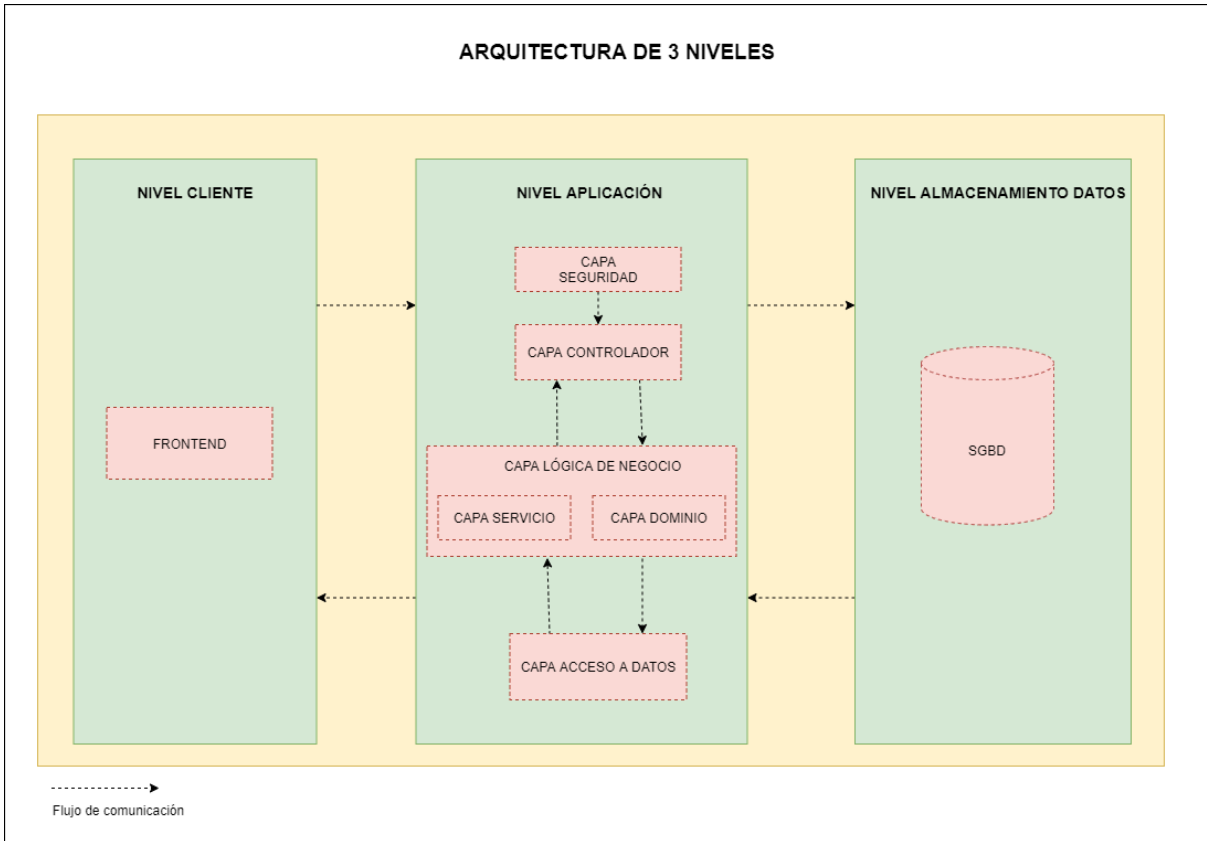 ARQUITECTURA DE 3 NIVELES
NIVEL CLIENTE
FRONTEND
NIVEL APLICACIÓN
CAPA
SEGURIDAD
CAPA CONTROLADOR
CAPA LÓGICA DE NEGOCIO
CAPA SERVICIO
CAPA DOMINIO
CAPA ACCESO A DATOS
NIVEL ALMACENAMIENTO DATOS
SGBD
Flujo de comunicación